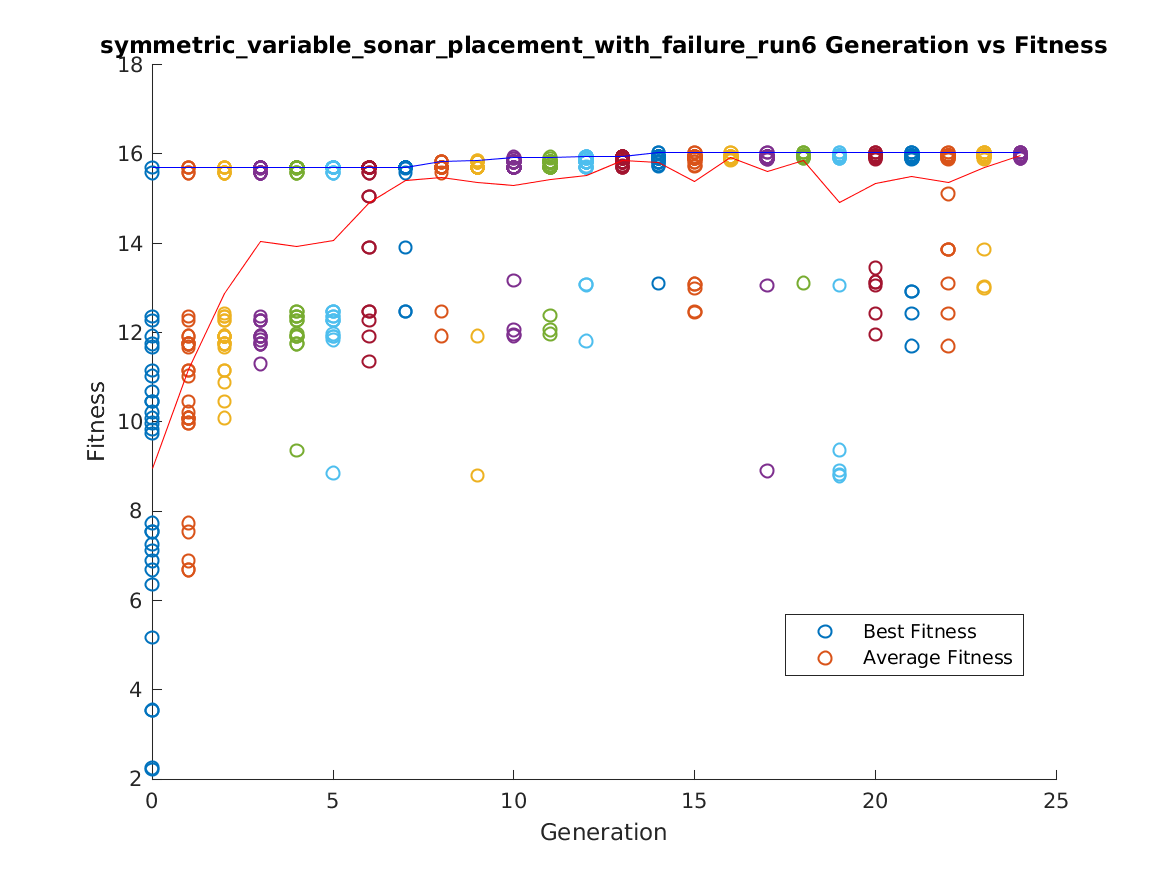 symmetric_variable_sonar_placement_with_failure_run6 Generation vs Fitness
18
16
14
12
10
8
6
4
2
Fitness
Best Fitness
Average Fitness
0 5 10 15 20 25
Generation